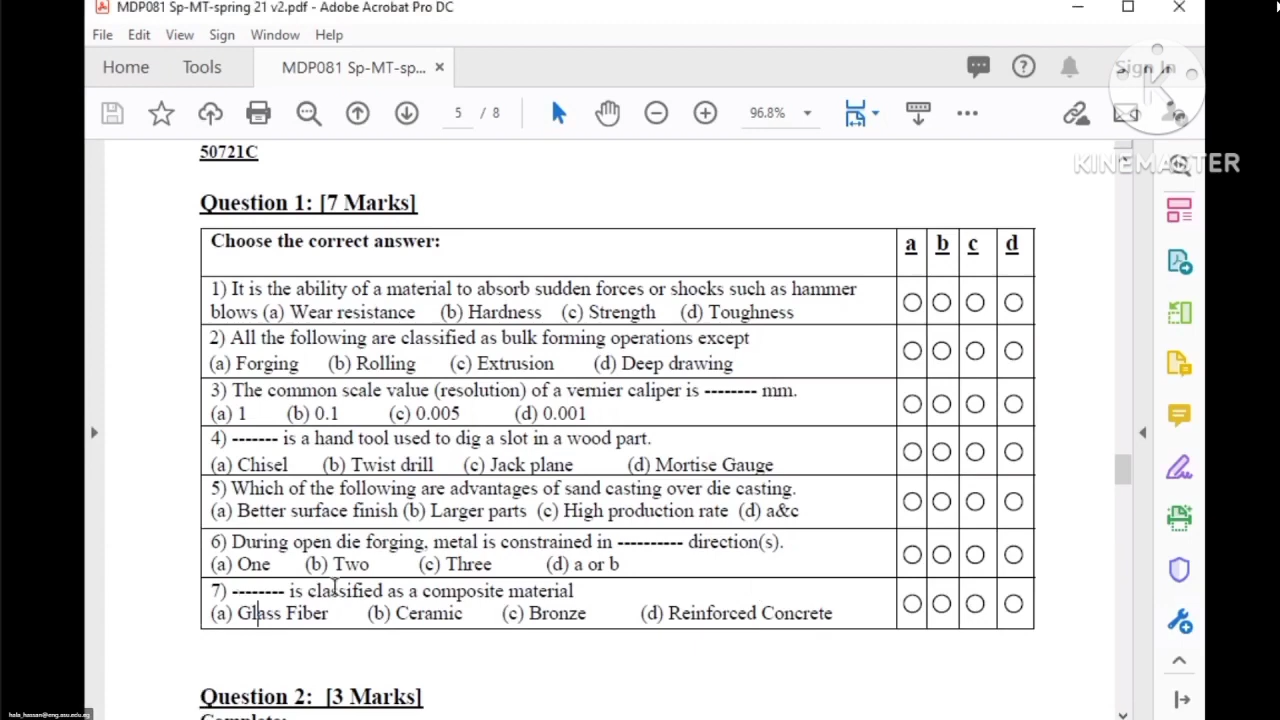 MDP081 Sp-MT-spring 21 v2.pdf - Adobe Acrobat Pro DC
File Edit View Sign Window Help
Home Tools MDP081 Sp-MT-sp... × Sign In
5 / 8 96.8%
KINEMASTER
50721C
Question 1: [7 Marks]
Choose the correct answer: a b c d
1) It is the ability of a material to absorb sudden forces or shocks such as hammer
blows (a) Wear resistance (b) Hardness (c) Strength (d) Toughness
2) All the following are classified as bulk forming operations except
(a) Forging (b) Rolling (c) Extrusion (d) Deep drawing
3) The common scale value (resolution) of a vernier caliper is -------- mm.
(a) 1 (b) 0.1 (c) 0.005 (d) 0.001
4) ------- is a hand tool used to dig a slot in a wood part.
(a) Chisel (b) Twist drill (c) Jack plane (d) Mortise Gauge
5) Which of the following are advantages of sand casting over die casting.
(a) Better surface finish (b) Larger parts (c) High production rate (d) a&c
6) During open die forging, metal is constrained in ---------- direction(s).
(a) One (b) Two (c) Three (d) a or b
7) -------- is classified as a composite material
(a) Glass Fiber (b) Ceramic (c) Bronze (d) Reinforced Concrete
Question 2: [3 Marks]
Complete:
hala_hassan@eng.asu.edu.eg